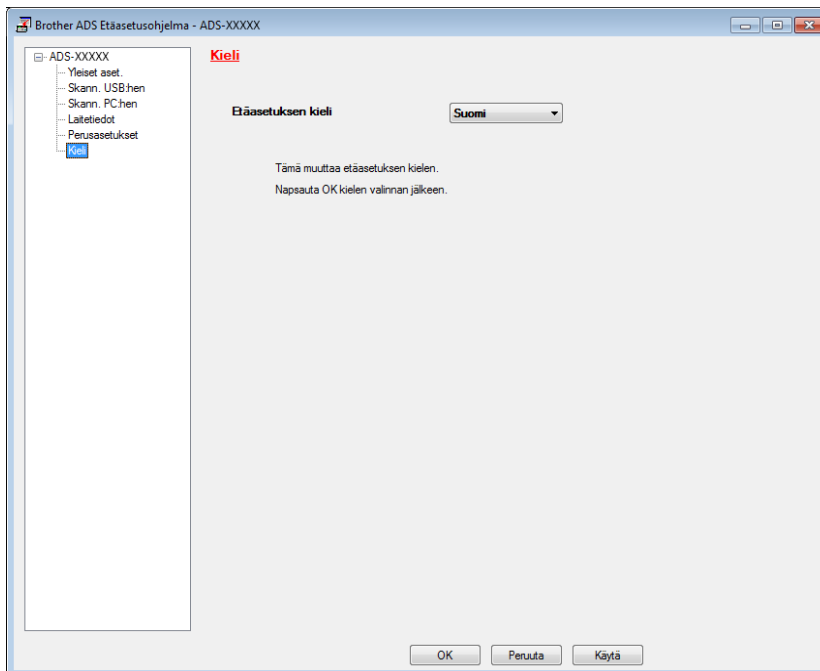 Brother ADS Etäasetusohjelma - ADS-XXXXX
ADS-XXXXX
Yleiset aset.
Skann. USB:hen
Skann. PC:hen
Laitetiedot
Perusasetukset
Kieli
Kieli
Etäasetuksen kieli
Suomi
Tämä muuttaa etäasetuksen kielen.
Napsauta OK kielen valinnan jälkeen.
OK
Peruuta
Käytä